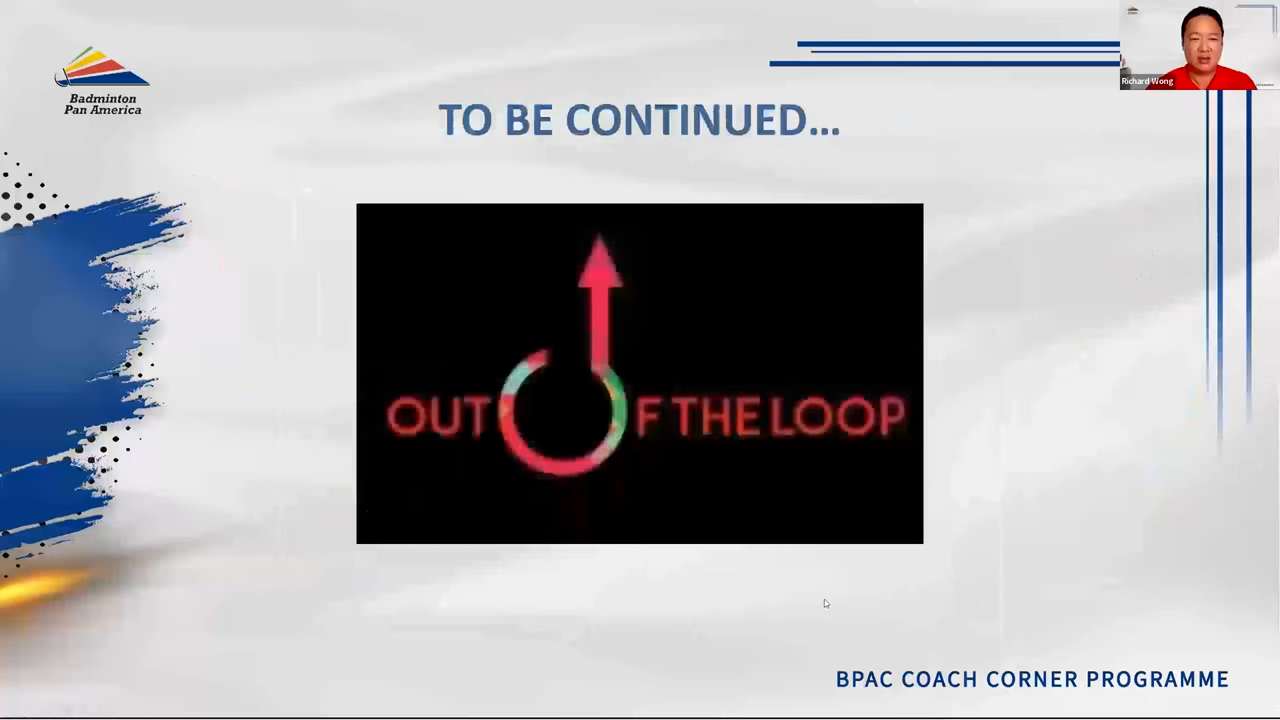 Badminton
Pan America
TO BE CONTINUED...
Richard Wong
OUT OF THE LOOP
BPAC COACH CORNER PROGRAMME